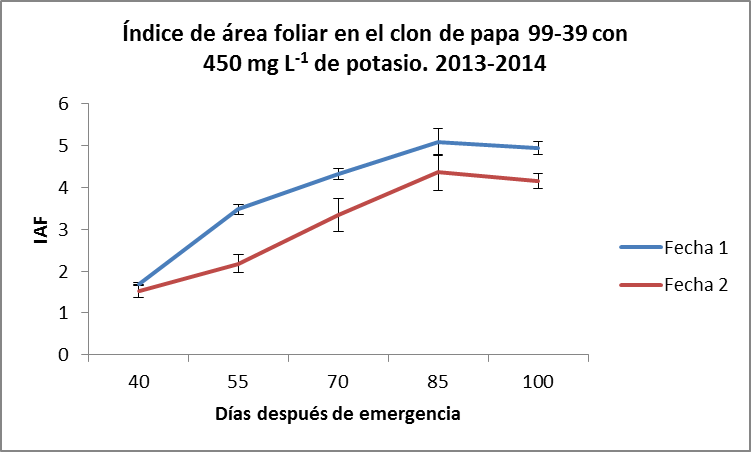 Índice de área foliar en el clon de papa 99-39 con
450 mg L-1 de potasio. 2013-2014
6
5
4
3
2
1
0
IAF
40 55 70 85 100
Días después de emergencia
Fecha 1
Fecha 2